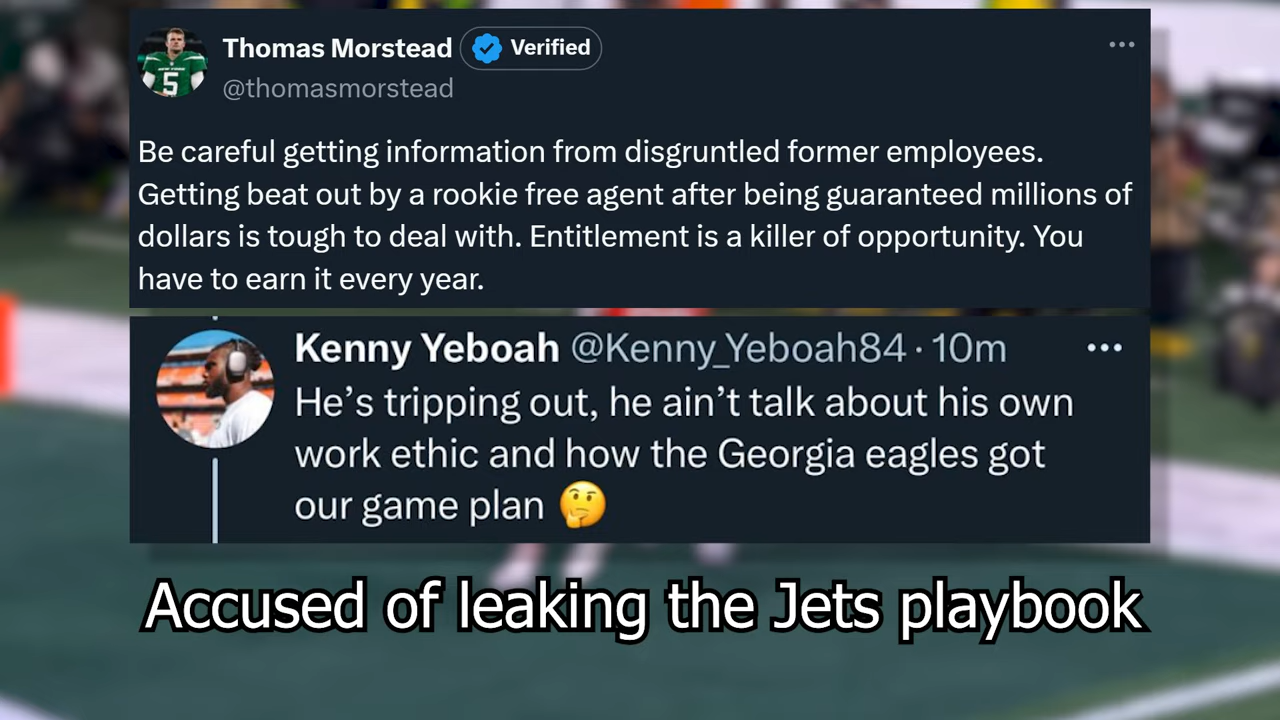 Thomas Morstead Verified
@thomasmorstead
Be careful getting information from disgruntled former employees.
Getting beat out by a rookie free agent after being guaranteed millions of
dollars is tough to deal with. Entitlement is a killer of opportunity. You
have to earn it every year.
Kenny Yeboah @Kenny_Yeboah84 · 10m
He’s tripping out, he ain’t talk about his own
work ethic and how the Georgia eagles got
our game plan 🤔
Accused of leaking the Jets playbook